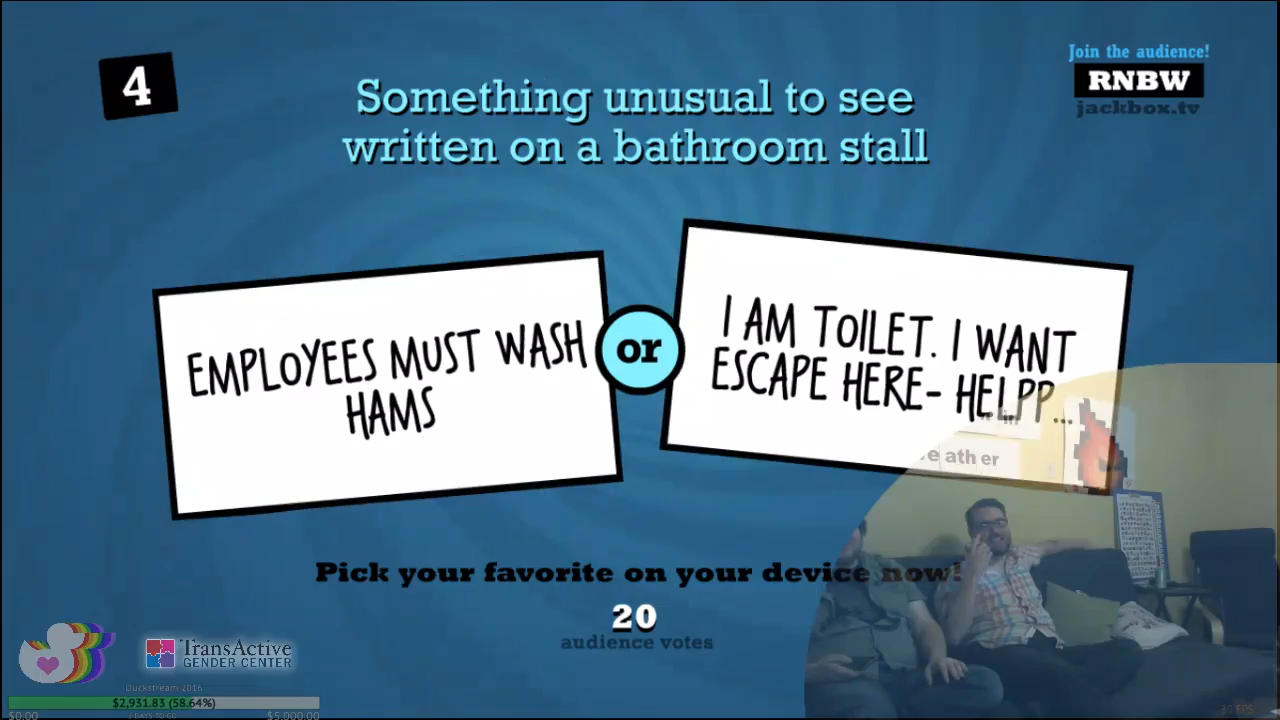 4
Join the audience!
RNBW
jackbox.tv
Something unusual to see
written on a bathroom stall
EMPLOYEES MUST WASH
HAMS
or
I AM TOILET. I WANT
ESCAPE HERE- HELPP...
eather
Pick your favorite on your device now!
20
audience votes
TransActive
GENDER CENTER
Duckstream 2016
$2,931.83 (58.64%)
$0.00
$5,000.00